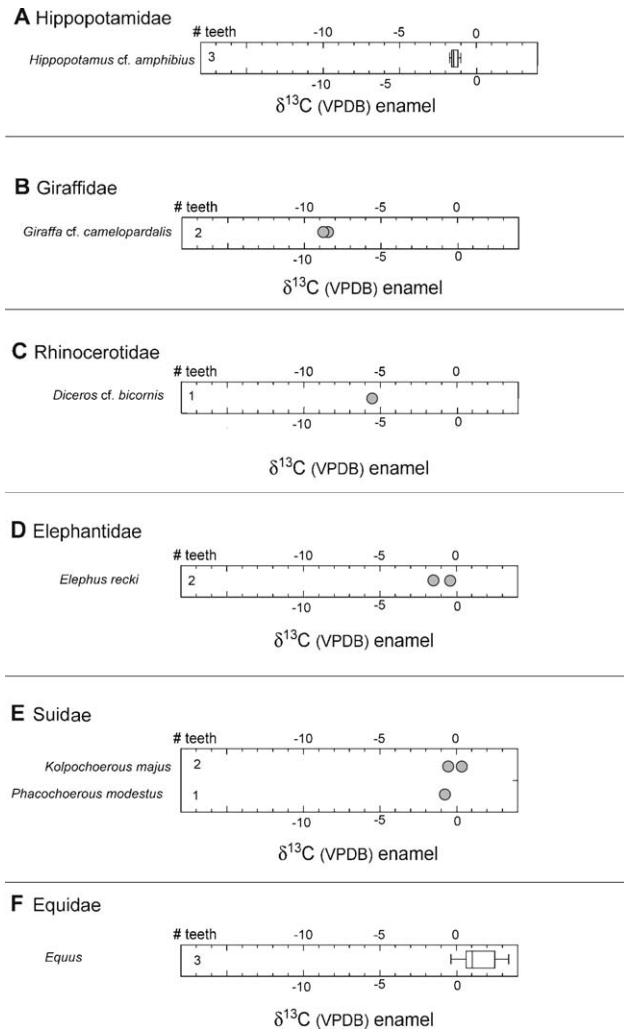 A Hippopotamidae
-10 -5 0
Hippopotamus cf. amphibius 3
-10 -5 0
δ¹³C (VPDB) enamel
B Giraffidae
# teeth -10 -5 0
Giraffa cf. camelopardalis 2
-10 -5 0
δ¹³C (VPDB) enamel
C Rhinocerotidae
# teeth -10 -5 0
Diceros cf. bicornis 1
-10 -5 0
δ¹³C (VPDB) enamel
D Elephantidae
# teeth -10 -5 0
Elephus recki 2
-10 -5 0
δ¹³C (VPDB) enamel
E Suidae
# teeth -10 -5 0
Kolpochoerous majus 2
Phacochoerous modestus 1
-10 -5 0
δ¹³C (VPDB) enamel
F Equidae
# teeth -10 -5 0
Equus 3
-10 -5 0
δ¹³C (VPDB) enamel